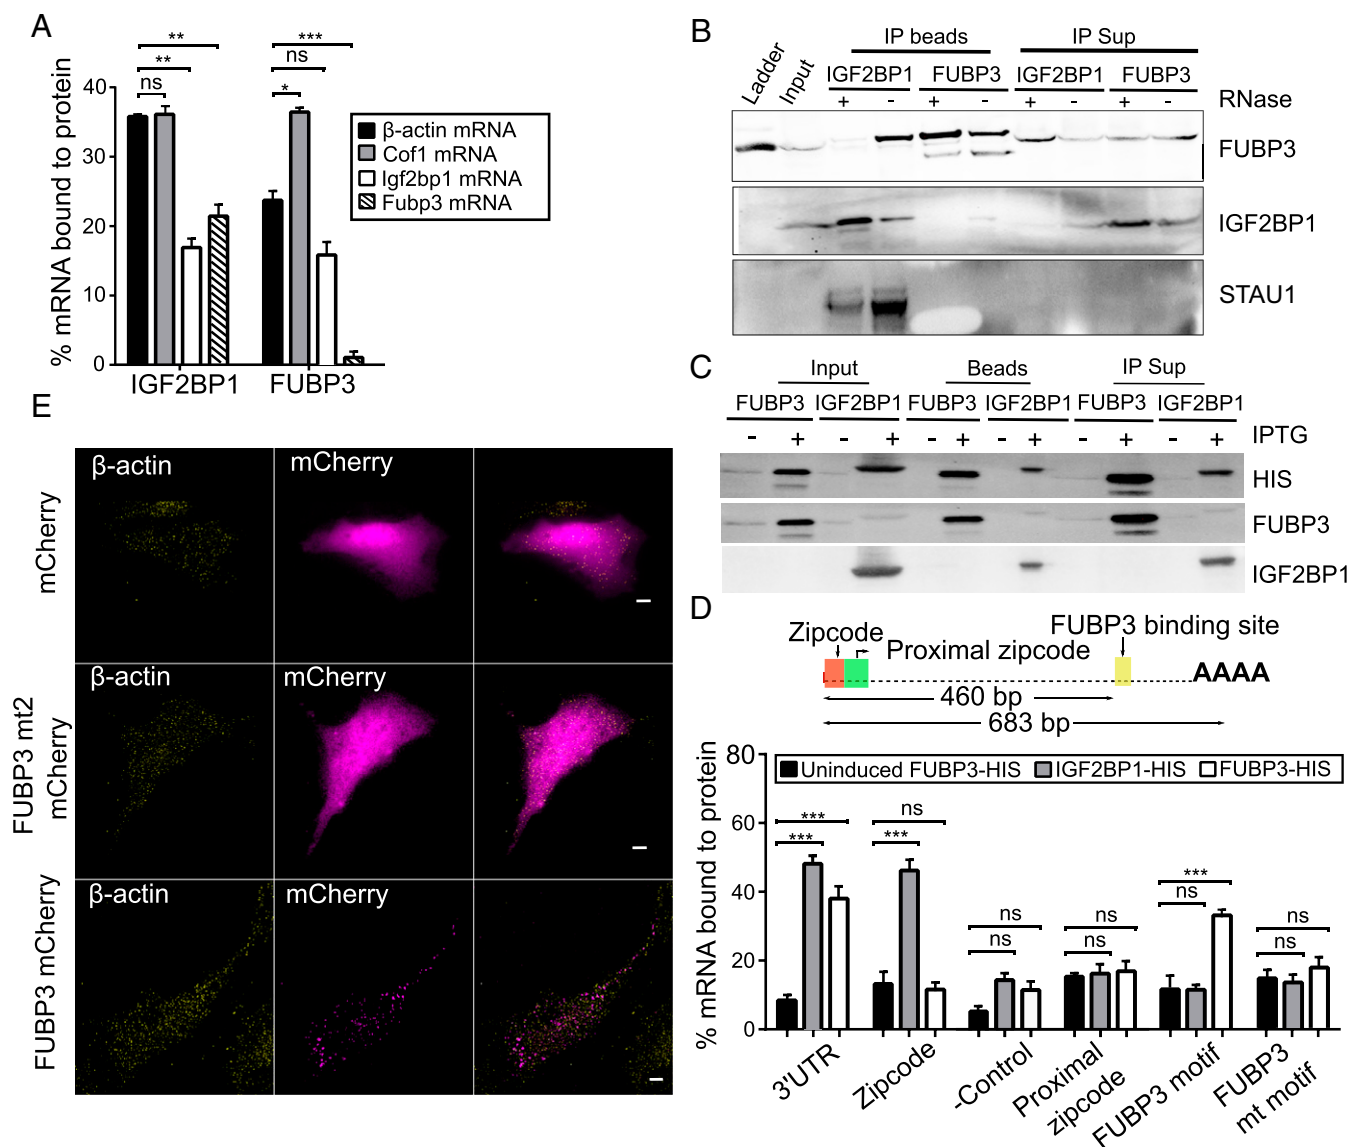 A
% mRNA bound to protein
40
30
20
10
0
** ***
** ns
ns *
β-actin mRNA
Cof1 mRNA
Igf2bp1 mRNA
Fubp3 mRNA
IGF2BP1 FUBP3
B
Ladder
Input
IP beads IP Sup
IGF2BP1 FUBP3 IGF2BP1 FUBP3
+ - + - + - + - RNase
FUBP3
IGF2BP1
STAU1
C
Input Beads IP Sup
FUBP3 IGF2BP1 FUBP3 IGF2BP1 FUBP3 IGF2BP1
- + - + - + - + - + - + IPTG
HIS
FUBP3
IGF2BP1
D
Zipcode
Proximal zipcode
FUBP3 binding site
AAAA
460 bp
683 bp
% mRNA bound to protein
80
60
40
20
0
Uninduced FUBP3-HIS IGF2BP1-HIS FUBP3-HIS
*** ns ns ns *** ns
*** *** ns ns ns ns
3'UTR
Zipcode
-Control
Proximal
zipcode
FUBP3 motif
FUBP3
mt motif
E
mCherry
β-actin mCherry
FUBP3 mt2
mCherry
β-actin mCherry
FUBP3 mCherry
β-actin mCherry